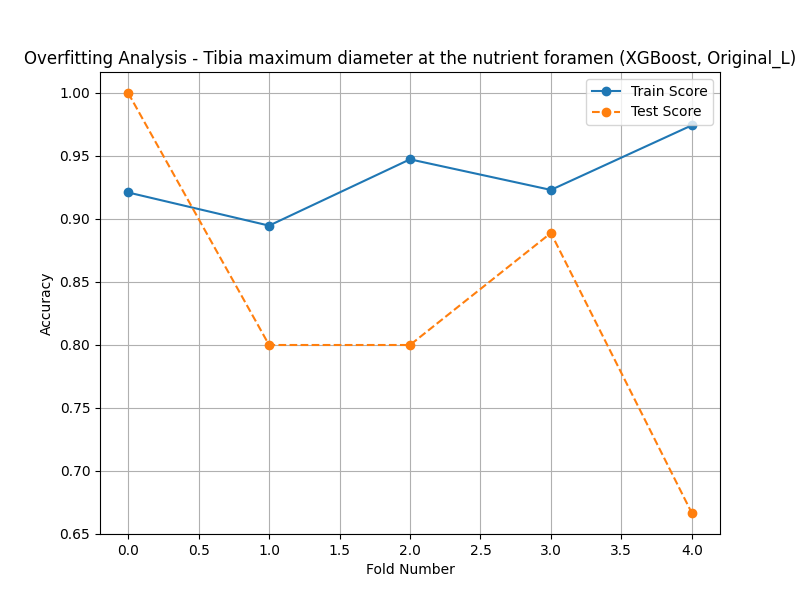 Overfitting Analysis - Tibia maximum diameter at the nutrient foramen (XGBoost, Original_L)
Train Score
Test Score
1.00
0.95
0.90
0.85
0.80
0.75
0.70
0.65
Accuracy
0.0 0.5 1.0 1.5 2.0 2.5 3.0 3.5 4.0
Fold Number